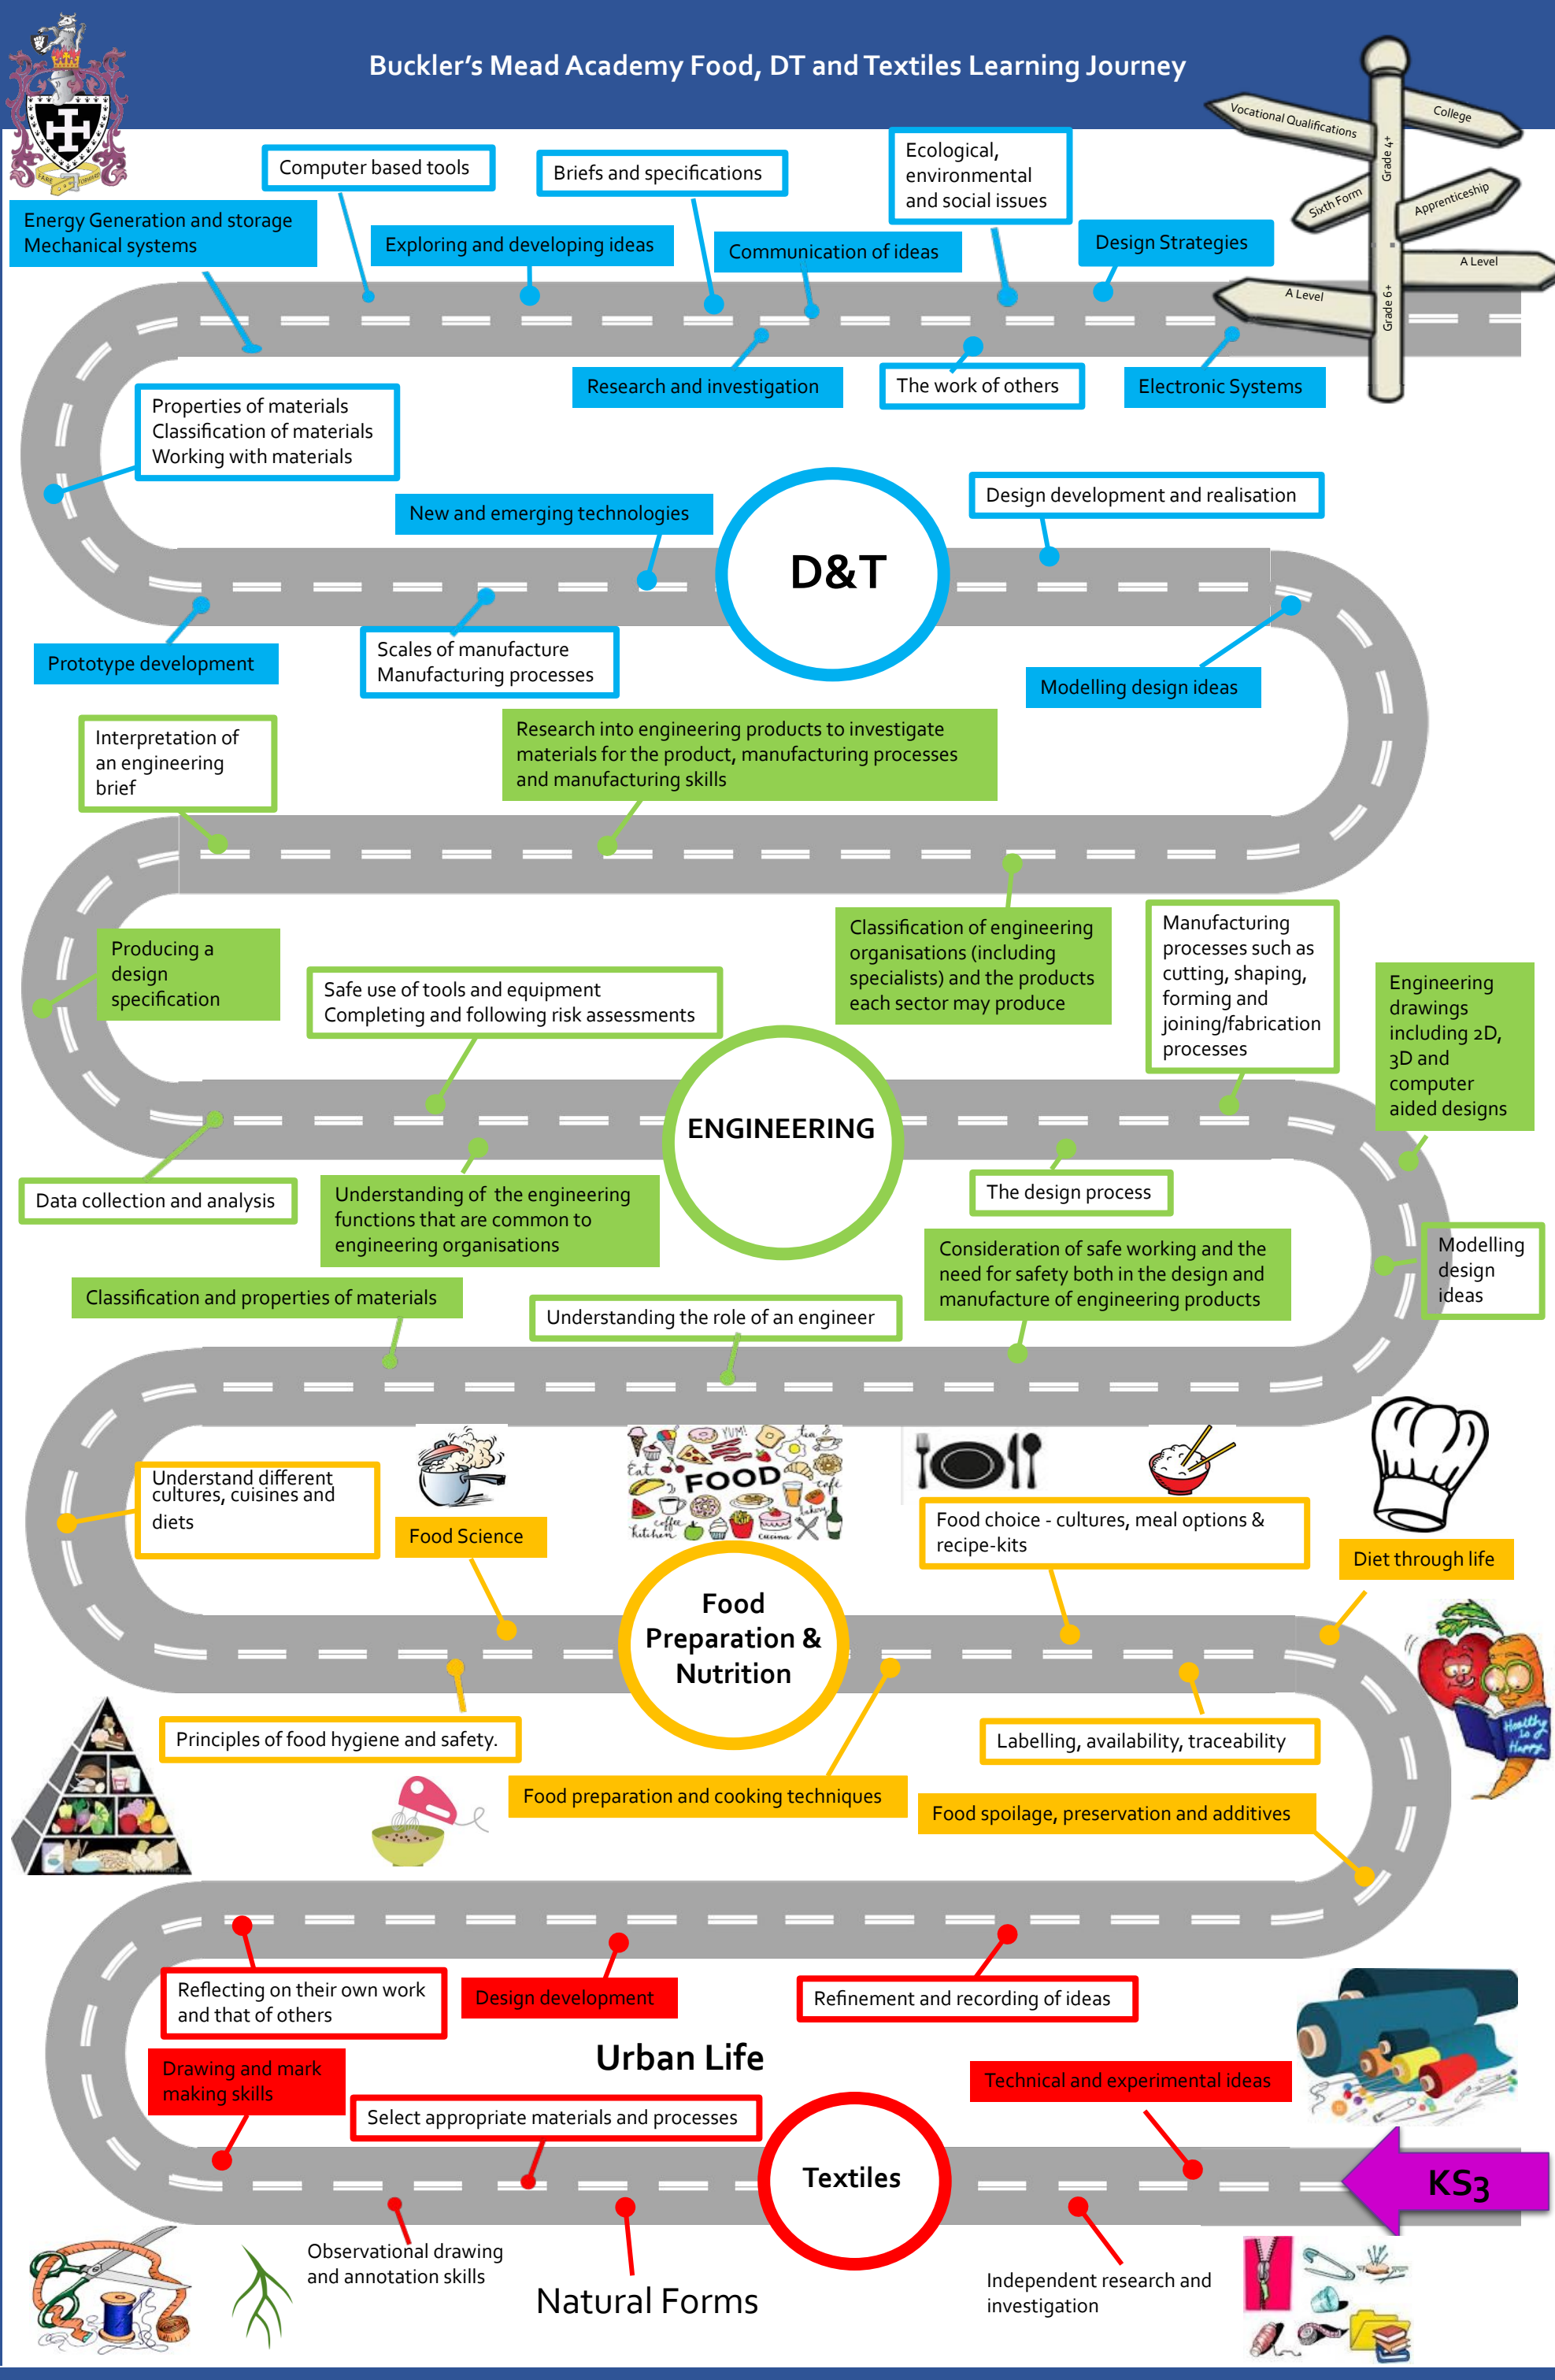 Buckler's Mead Academy Food, DT and Textiles Learning Journey
Vocational Qualifications
College
Grade 4+
Sixth Form
Apprenticeship
A Level
A Level
Grade 6+
Computer based tools
Briefs and specifications
Ecological,
environmental
and social issues
Energy Generation and storage
Mechanical systems
Exploring and developing ideas
Communication of ideas
Design Strategies
Research and investigation
The work of others
Electronic Systems
Properties of materials
Classification of materials
Working with materials
New and emerging technologies
D&T
Design development and realisation
Prototype development
Scales of manufacture
Manufacturing processes
Modelling design ideas
Interpretation of
an engineering
brief
Research into engineering products to investigate
materials for the product, manufacturing processes
and manufacturing skills
Producing a
design
specification
Safe use of tools and equipment
Completing and following risk assessments
Classification of engineering
organisations (including
specialists) and the products
each sector may produce
Manufacturing
processes such as
cutting, shaping,
forming and
joining/fabrication
processes
Engineering
drawings
including 2D,
3D and
computer
aided designs
ENGINEERING
Data collection and analysis
Understanding of the engineering
functions that are common to
engineering organisations
The design process
Consideration of safe working and the
need for safety both in the design and
manufacture of engineering products
Modelling
design
ideas
Classification and properties of materials
Understanding the role of an engineer
Understand different
cultures, cuisines and
diets
Food Science
YUM!
tea
Eat
FOOD
café
coffee
kitchen
bakery
cucina
Food choice - cultures, meal options &
recipe-kits
Diet through life
Food
Preparation &
Nutrition
Principles of food hygiene and safety.
Labelling, availability, traceability
Healthy
is
Happy
Food preparation and cooking techniques
Food spoilage, preservation and additives
Reflecting on their own work
and that of others
Design development
Refinement and recording of ideas
Urban Life
Drawing and mark
making skills
Technical and experimental ideas
Select appropriate materials and processes
Textiles
KS3
Observational drawing
and annotation skills
Natural Forms
Independent research and
investigation